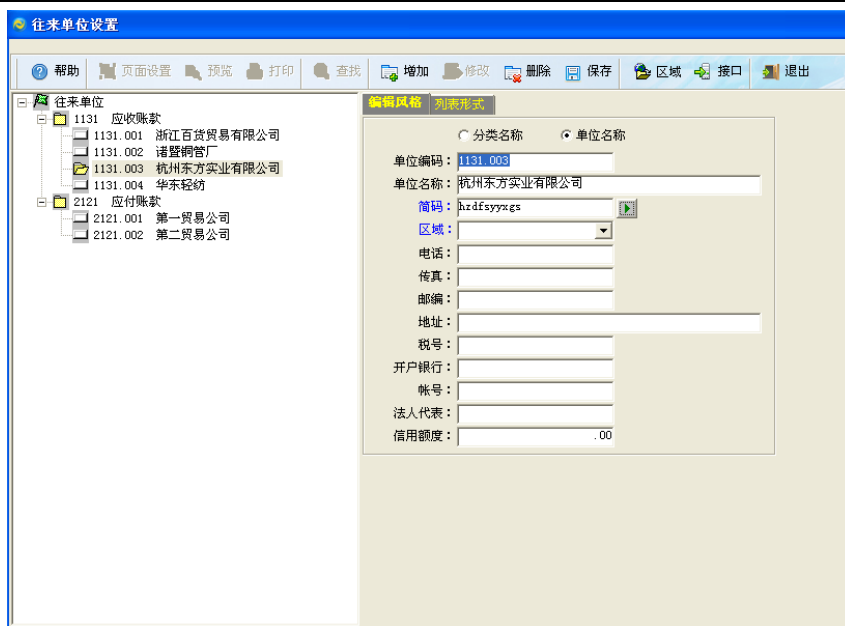 往来单位设置
帮助 页面设置 预览 打印 查找 增加 修改 删除 保存 区域 接口 退出
往来单位
1131 应收账款
1131.001 浙江百货贸易有限公司
1131.002 诸暨铜管厂
1131.003 杭州东方实业有限公司
1131.004 华东轻纺
2121 应付账款
2121.001 第一贸易公司
2121.002 第二贸易公司
编辑风格 列表形式
分类名称 单位名称
单位编码：1131.003
单位名称：杭州东方实业有限公司
简码：hzdfsyyxgs
区域：
电话：
传真：
邮编：
地址：
税号：
开户银行：
帐号：
法人代表：
信用额度：.00